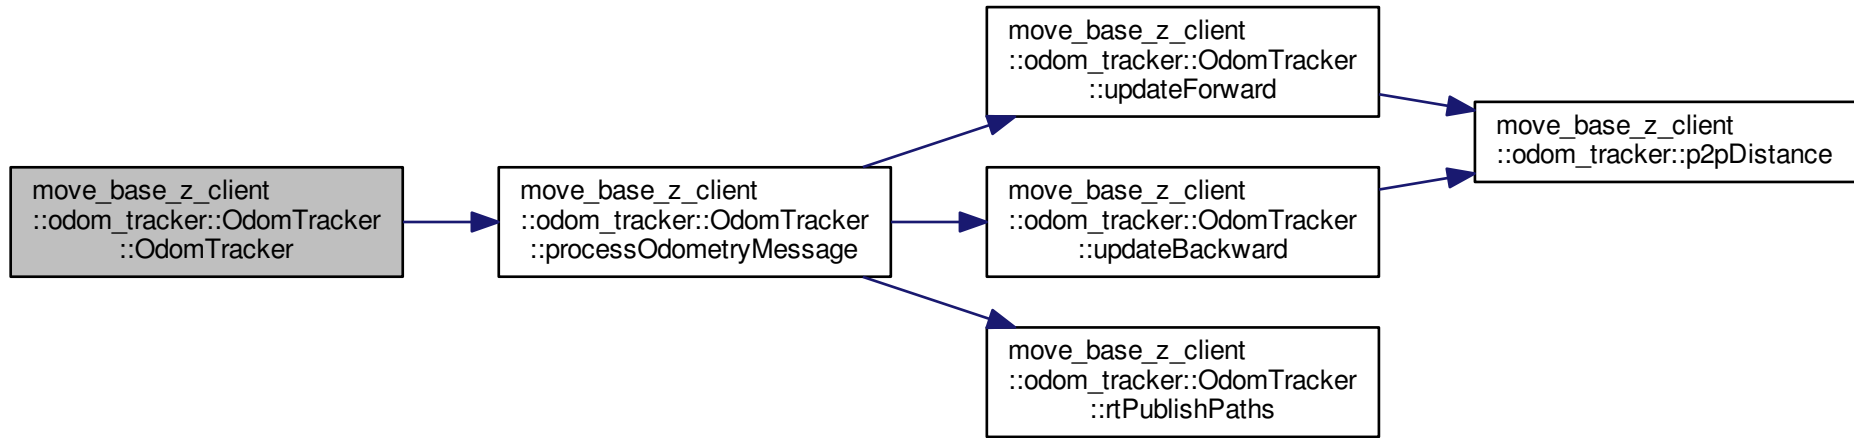 move_base_z_client
::odom_tracker::OdomTracker
::OdomTracker
move_base_z_client
::odom_tracker::OdomTracker
::processOdometryMessage
move_base_z_client
::odom_tracker::OdomTracker
::updateForward
move_base_z_client
::odom_tracker::OdomTracker
::updateBackward
move_base_z_client
::odom_tracker::OdomTracker
::rtPublishPaths
move_base_z_client
::odom_tracker::p2pDistance